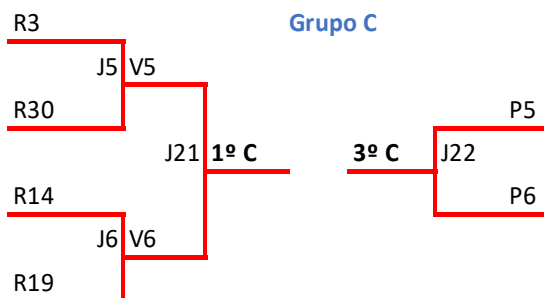 R3
Grupo C
J5 V5
R30
P5
J21 1º C
3º C
J22
R14
P6
J6 V6
R19